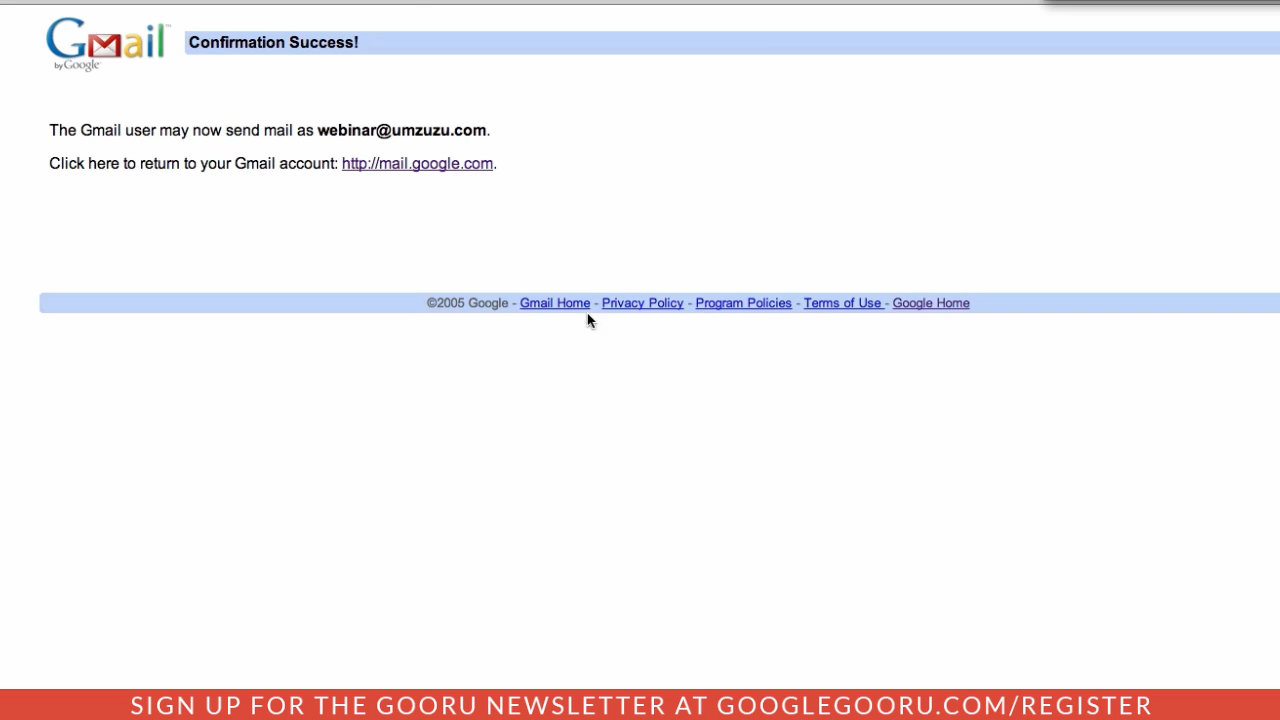 Gmail™
by Google™
Confirmation Success!
The Gmail user may now send mail as webinar@umzuzu.com.
Click here to return to your Gmail account: http://mail.google.com.
©2005 Google - Gmail Home - Privacy Policy - Program Policies - Terms of Use - Google Home
SIGN UP FOR THE GOORU NEWSLETTER AT GOOGLEGOORU.COM/REGISTER